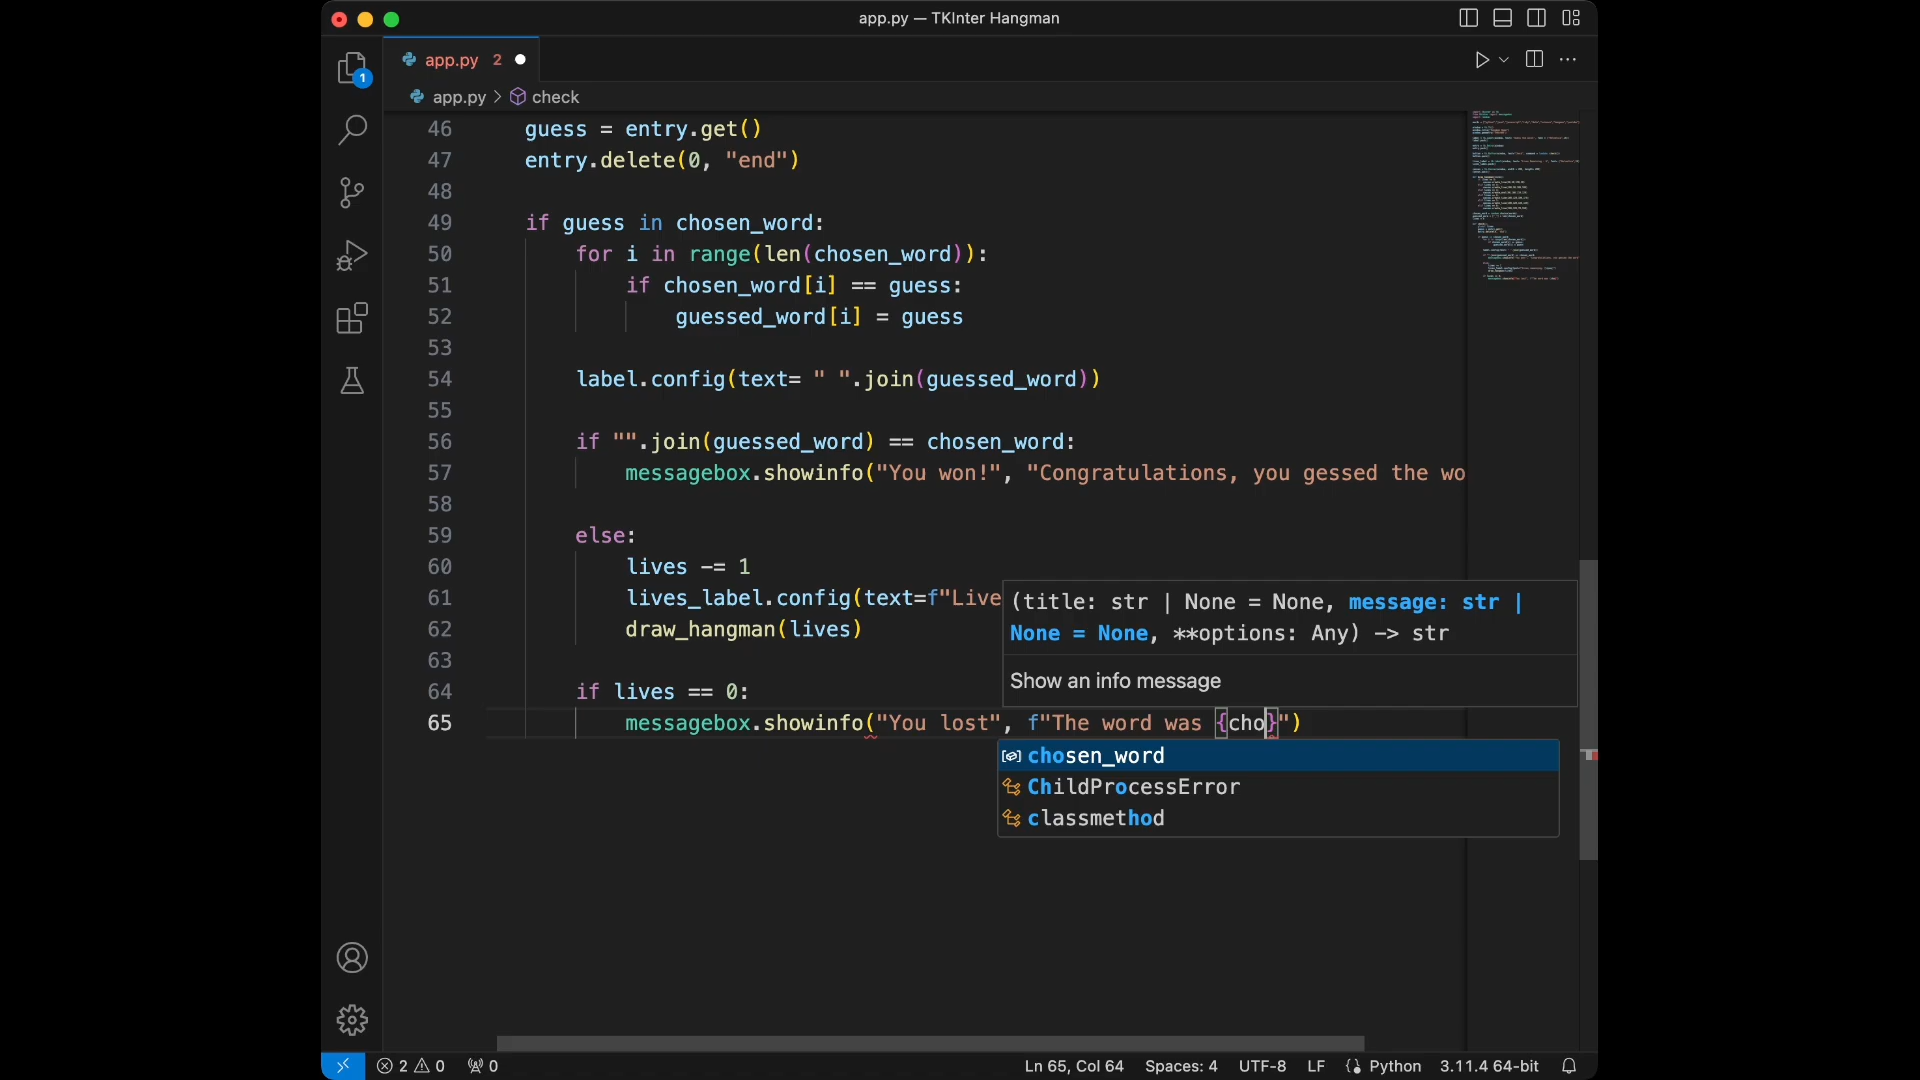 app.py — TKInter Hangman
app.py 2
1
app.py > check
46 guess = entry.get()
47 entry.delete(0, "end")
48
49 if guess in chosen_word:
50 for i in range(len(chosen_word)):
51 if chosen_word[i] == guess:
52 guessed_word[i] = guess
53
54 label.config(text= " ".join(guessed_word))
55
56 if "".join(guessed_word) == chosen_word:
57 messagebox.showinfo("You won!", "Congratulations, you gessed the wo
58
59 else:
60 lives -= 1
61 lives_label.config(text=f"Live
62 draw_hangman(lives)
63
64 if lives == 0:
65 messagebox.showinfo("You lost", f"The word was {cho}")
(title: str | None = None, message: str |
None = None, **options: Any) -> str
Show an info message
chosen_word
ChildProcessError
classmethod
2 0 0 Ln 65, Col 64 Spaces: 4 UTF-8 LF Python 3.11.4 64-bit